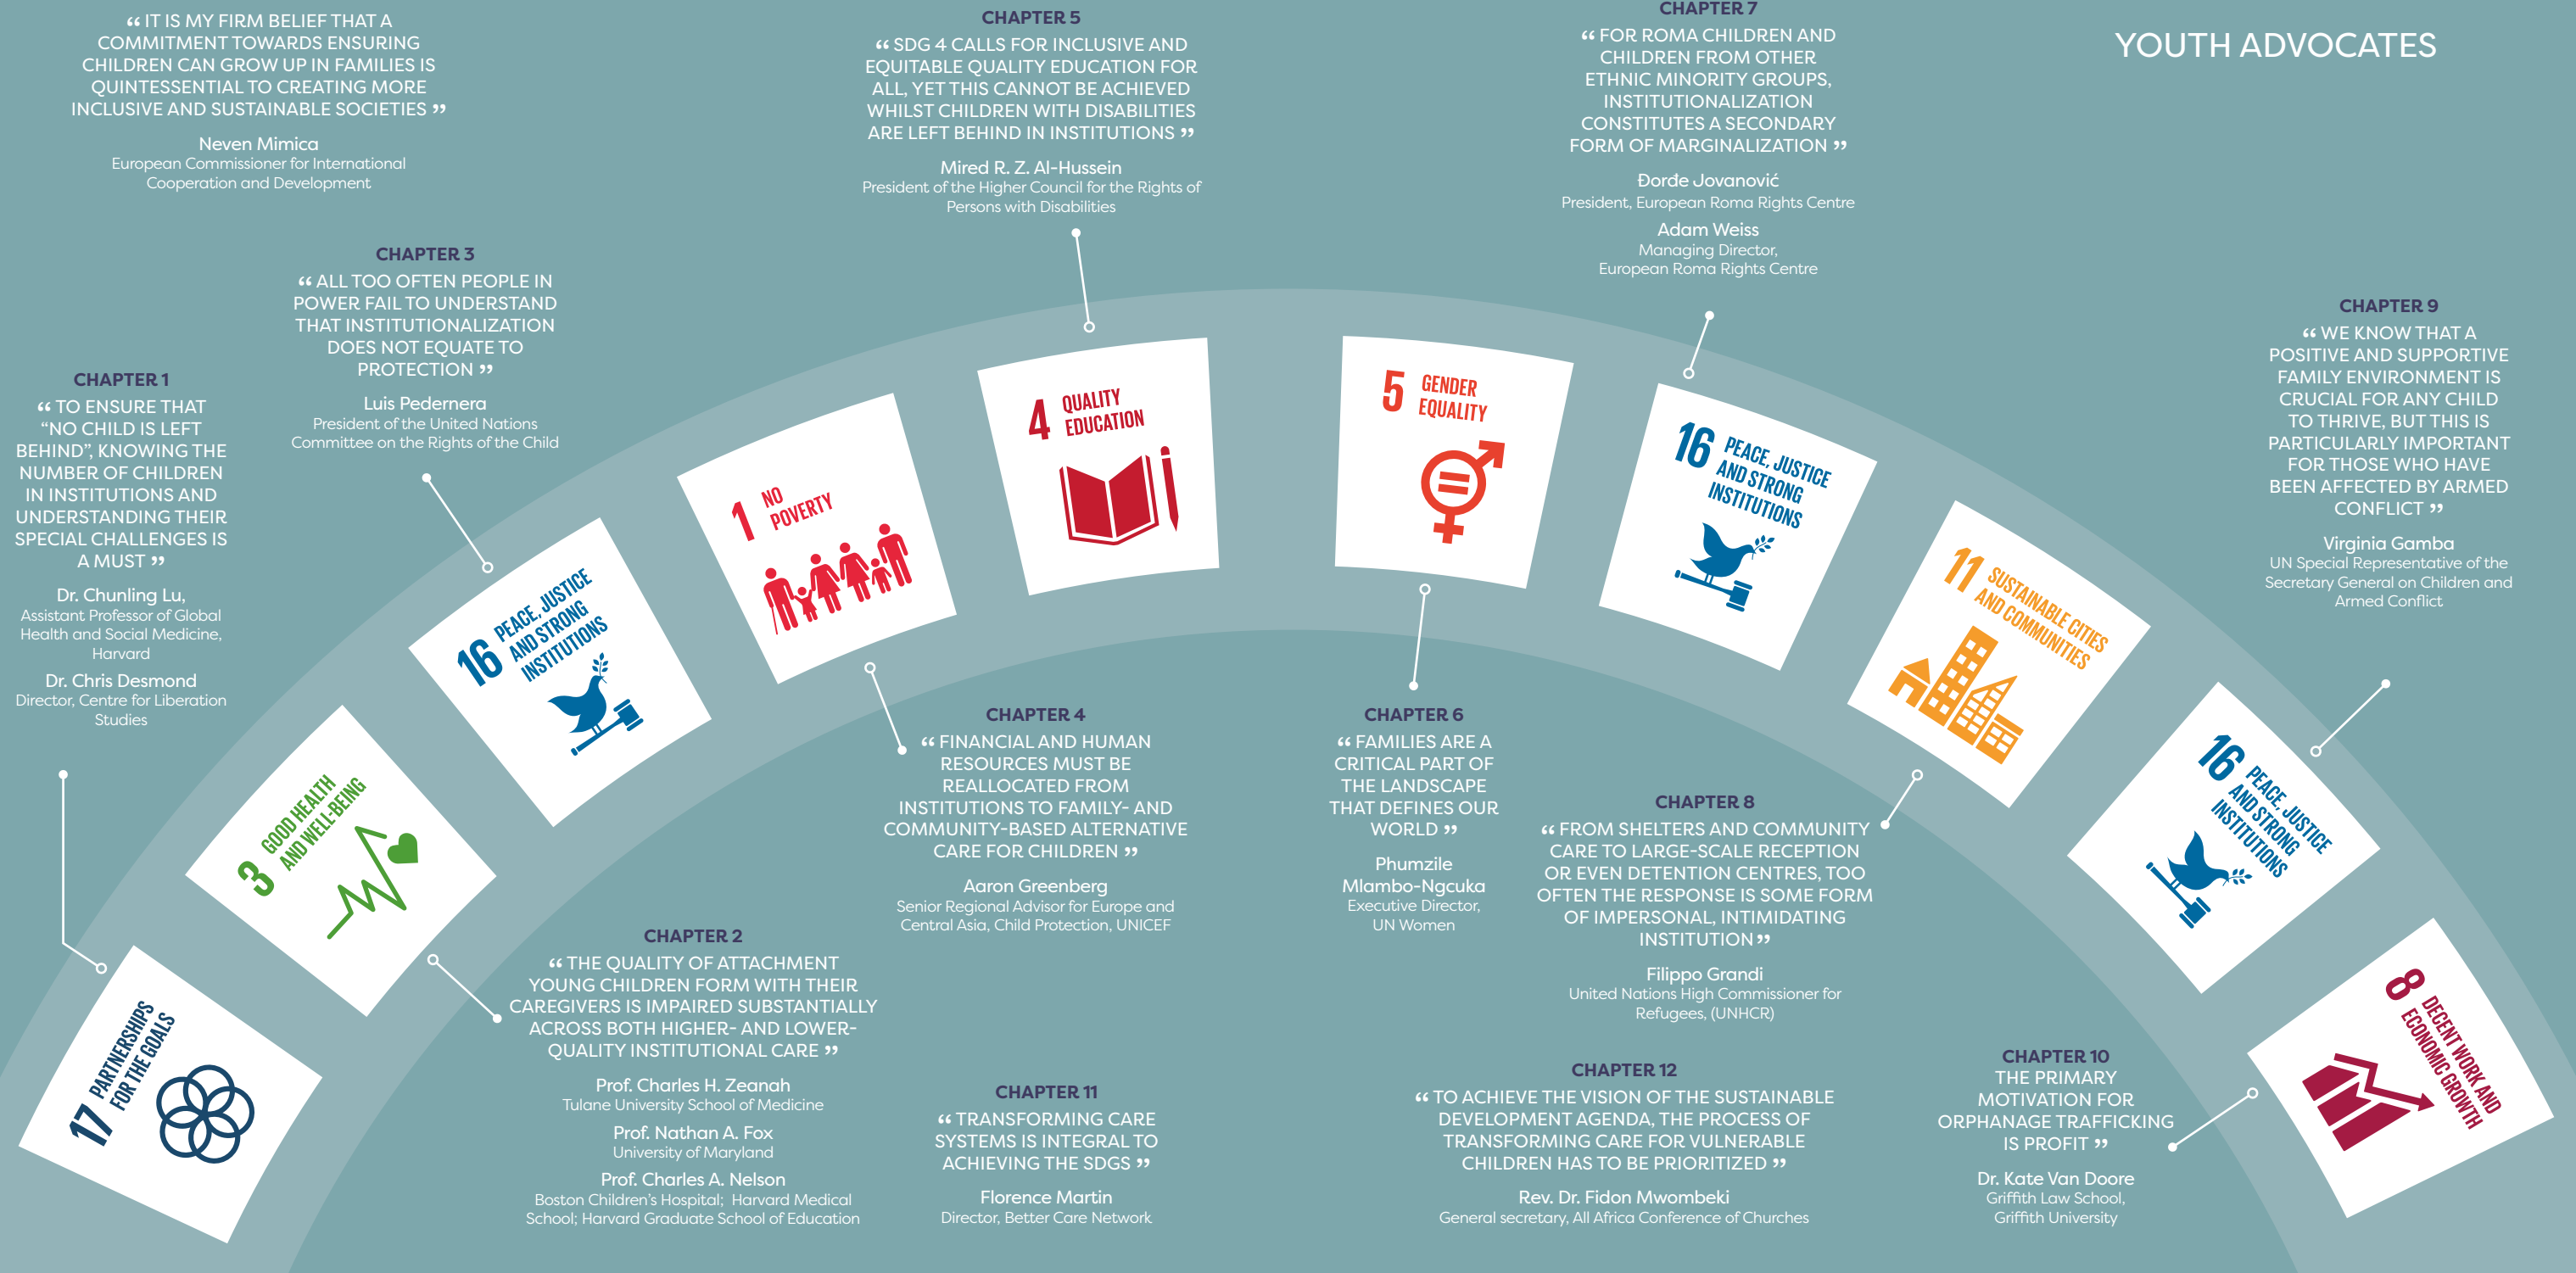 “ IT IS MY FIRM BELIEF THAT A
COMMITMENT TOWARDS ENSURING
CHILDREN CAN GROW UP IN FAMILIES IS
QUINTESSENTIAL TO CREATING MORE
INCLUSIVE AND SUSTAINABLE SOCIETIES ”
Neven Mimica
European Commissioner for International
Cooperation and Development
YOUTH ADVOCATES
CHAPTER 1
“ TO ENSURE THAT
“NO CHILD IS LEFT
BEHIND”, KNOWING THE
NUMBER OF CHILDREN
IN INSTITUTIONS AND
UNDERSTANDING THEIR
SPECIAL CHALLENGES IS
A MUST ”
Dr. Chunling Lu,
Assistant Professor of Global
Health and Social Medicine,
Harvard
Dr. Chris Desmond
Director, Centre for Liberation
Studies
17 PARTNERSHIPS
FOR THE GOALS
CHAPTER 2
“ THE QUALITY OF ATTACHMENT
YOUNG CHILDREN FORM WITH THEIR
CAREGIVERS IS IMPAIRED SUBSTANTIALLY
ACROSS BOTH HIGHER- AND LOWER-
QUALITY INSTITUTIONAL CARE ”
Prof. Charles H. Zeanah
Tulane University School of Medicine
Prof. Nathan A. Fox
University of Maryland
Prof. Charles A. Nelson
Boston Children’s Hospital; Harvard Medical
School; Harvard Graduate School of Education
3 GOOD HEALTH
AND WELL-BEING
CHAPTER 3
“ ALL TOO OFTEN PEOPLE IN
POWER FAIL TO UNDERSTAND
THAT INSTITUTIONALIZATION
DOES NOT EQUATE TO
PROTECTION ”
Luis Pedernera
President of the United Nations
Committee on the Rights of the Child
16 PEACE, JUSTICE
AND STRONG
INSTITUTIONS
CHAPTER 4
“ FINANCIAL AND HUMAN
RESOURCES MUST BE
REALLOCATED FROM
INSTITUTIONS TO FAMILY- AND
COMMUNITY-BASED ALTERNATIVE
CARE FOR CHILDREN ”
Aaron Greenberg
Senior Regional Advisor for Europe and
Central Asia, Child Protection, UNICEF
1 NO
POVERTY
CHAPTER 5
“ SDG 4 CALLS FOR INCLUSIVE AND
EQUITABLE QUALITY EDUCATION FOR
ALL, YET THIS CANNOT BE ACHIEVED
WHILST CHILDREN WITH DISABILITIES
ARE LEFT BEHIND IN INSTITUTIONS ”
Mired R. Z. Al-Hussein
President of the Higher Council for the Rights of
Persons with Disabilities
4 QUALITY
EDUCATION
CHAPTER 6
“ FAMILIES ARE A
CRITICAL PART OF
THE LANDSCAPE
THAT DEFINES OUR
WORLD ”
Phumzile
Mlambo-Ngcuka
Executive Director,
UN Women
5 GENDER
EQUALITY
CHAPTER 7
“ FOR ROMA CHILDREN AND
CHILDREN FROM OTHER
ETHNIC MINORITY GROUPS,
INSTITUTIONALIZATION
CONSTITUTES A SECONDARY
FORM OF MARGINALIZATION ”
Đorđe Jovanović
President, European Roma Rights Centre
Adam Weiss
Managing Director,
European Roma Rights Centre
16 PEACE, JUSTICE
AND STRONG
INSTITUTIONS
CHAPTER 8
“ FROM SHELTERS AND COMMUNITY
CARE TO LARGE-SCALE RECEPTION
OR EVEN DETENTION CENTRES, TOO
OFTEN THE RESPONSE IS SOME FORM
OF IMPERSONAL, INTIMIDATING
INSTITUTION ”
Filippo Grandi
United Nations High Commissioner for
Refugees, (UNHCR)
11 SUSTAINABLE CITIES
AND COMMUNITIES
CHAPTER 9
“ WE KNOW THAT A
POSITIVE AND SUPPORTIVE
FAMILY ENVIRONMENT IS
CRUCIAL FOR ANY CHILD
TO THRIVE, BUT THIS IS
PARTICULARLY IMPORTANT
FOR THOSE WHO HAVE
BEEN AFFECTED BY ARMED
CONFLICT ”
Virginia Gamba
UN Special Representative of the
Secretary General on Children and
Armed Conflict
16 PEACE, JUSTICE
AND STRONG
INSTITUTIONS
CHAPTER 10
THE PRIMARY
MOTIVATION FOR
ORPHANAGE TRAFFICKING
IS PROFIT ”
Dr. Kate Van Doore
Griffith Law School,
Griffith University
8 DECENT WORK AND
ECONOMIC GROWTH
CHAPTER 11
“ TRANSFORMING CARE
SYSTEMS IS INTEGRAL TO
ACHIEVING THE SDGS ”
Florence Martin
Director, Better Care Network
CHAPTER 12
“ TO ACHIEVE THE VISION OF THE SUSTAINABLE
DEVELOPMENT AGENDA, THE PROCESS OF
TRANSFORMING CARE FOR VULNERABLE
CHILDREN HAS TO BE PRIORITIZED ”
Rev. Dr. Fidon Mwombeki
General secretary, All Africa Conference of Churches